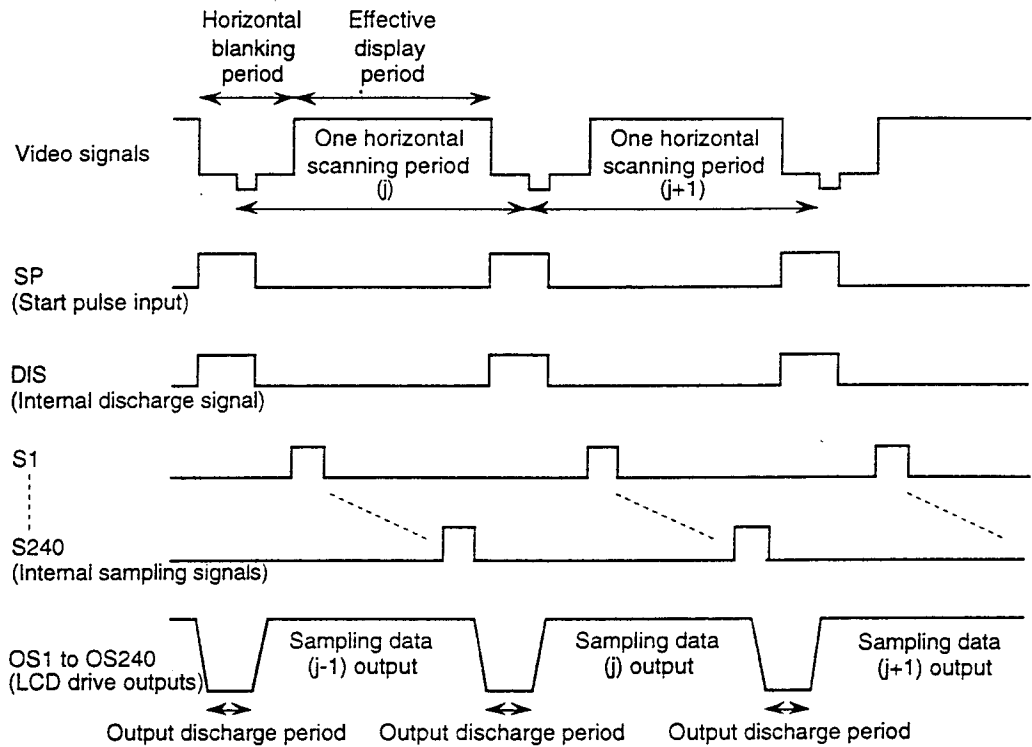 Horizontal
blanking
period
Effective
display
period
Video signals
One horizontal
scanning period
(j)
One horizontal
scanning period
(j+1)
SP
(Start pulse input)
DIS
(Internal discharge signal)
S1
S240
(Internal sampling signals)
OS1 to OS240
(LCD drive outputs)
Sampling data
(j-1) output
Sampling data
(j) output
Sampling data
(j+1) output
Output discharge period
Output discharge period
Output discharge period